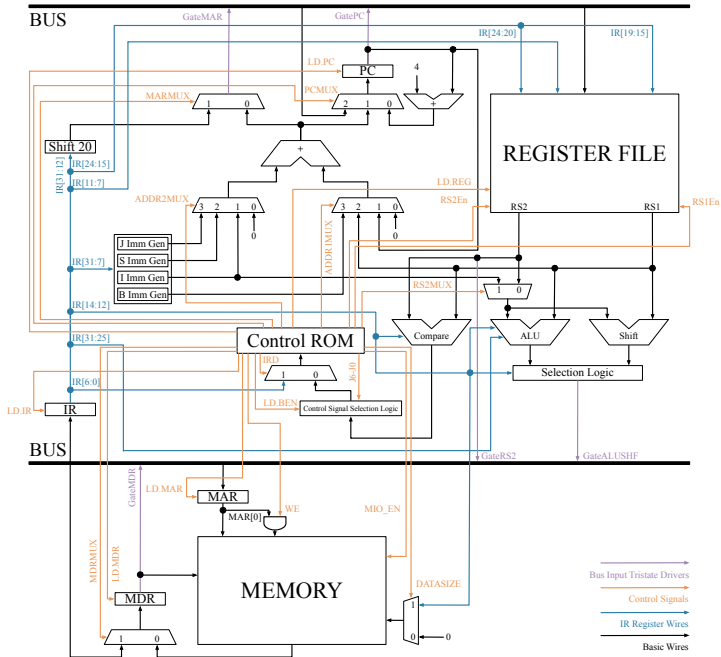 BUS
GateMAR
GatePC
IR[24:20]
IR[19:15]
IR[11:7]
LD.PC
PC
4
MARMUX
PCMUX
1 0
2 1 0
+
Shift 20
IR[31:12]
IR[24:15]
IR[11:7]
+
REGISTER FILE
LD.REG
RS2En
RS1En
RS2
RS1
ADDR2MUX
3 2 1 0
0
ADDR1MUX
3 2 1 0
0
J Imm Gen
S Imm Gen
I Imm Gen
B Imm Gen
IR[31:7]
RS2MUX
1 0
IR[14:12]
Control ROM
Compare
ALU
Shift
IR[31:25]
IRD
1 0
J6-J0
Selection Logic
IR[6:0]
LD.BEN
Control Signal Selection Logic
LD.IR
IR
BUS
GateMDR
GateRS2
GateALUSHF
LD.MAR
MAR
MAR[0]
WE
MIO_EN
MDRMUX
LD.MDR
MEMORY
DATASIZE
MDR
1
0
0
1 0
Bus Input Tristate Drivers
Control Signals
IR Register Wires
Basic Wires